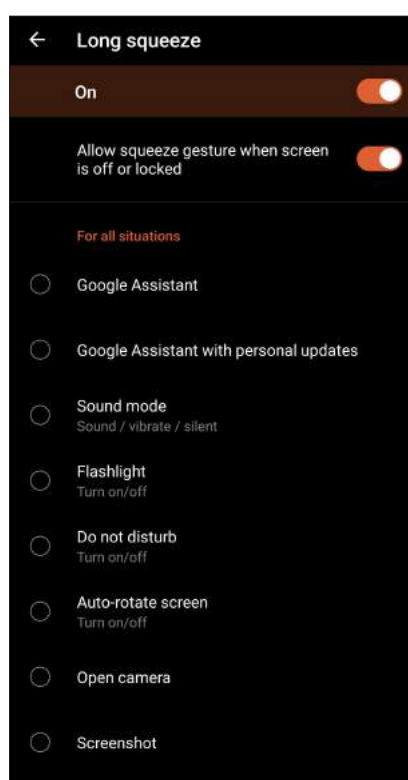 Long squeeze
On
Allow squeeze gesture when screen
is off or locked
For all situations
Google Assistant
Google Assistant with personal updates
Sound mode
Sound / vibrate / silent
Flashlight
Turn on/off
Do not disturb
Turn on/off
Auto-rotate screen
Turn on/off
Open camera
Screenshot